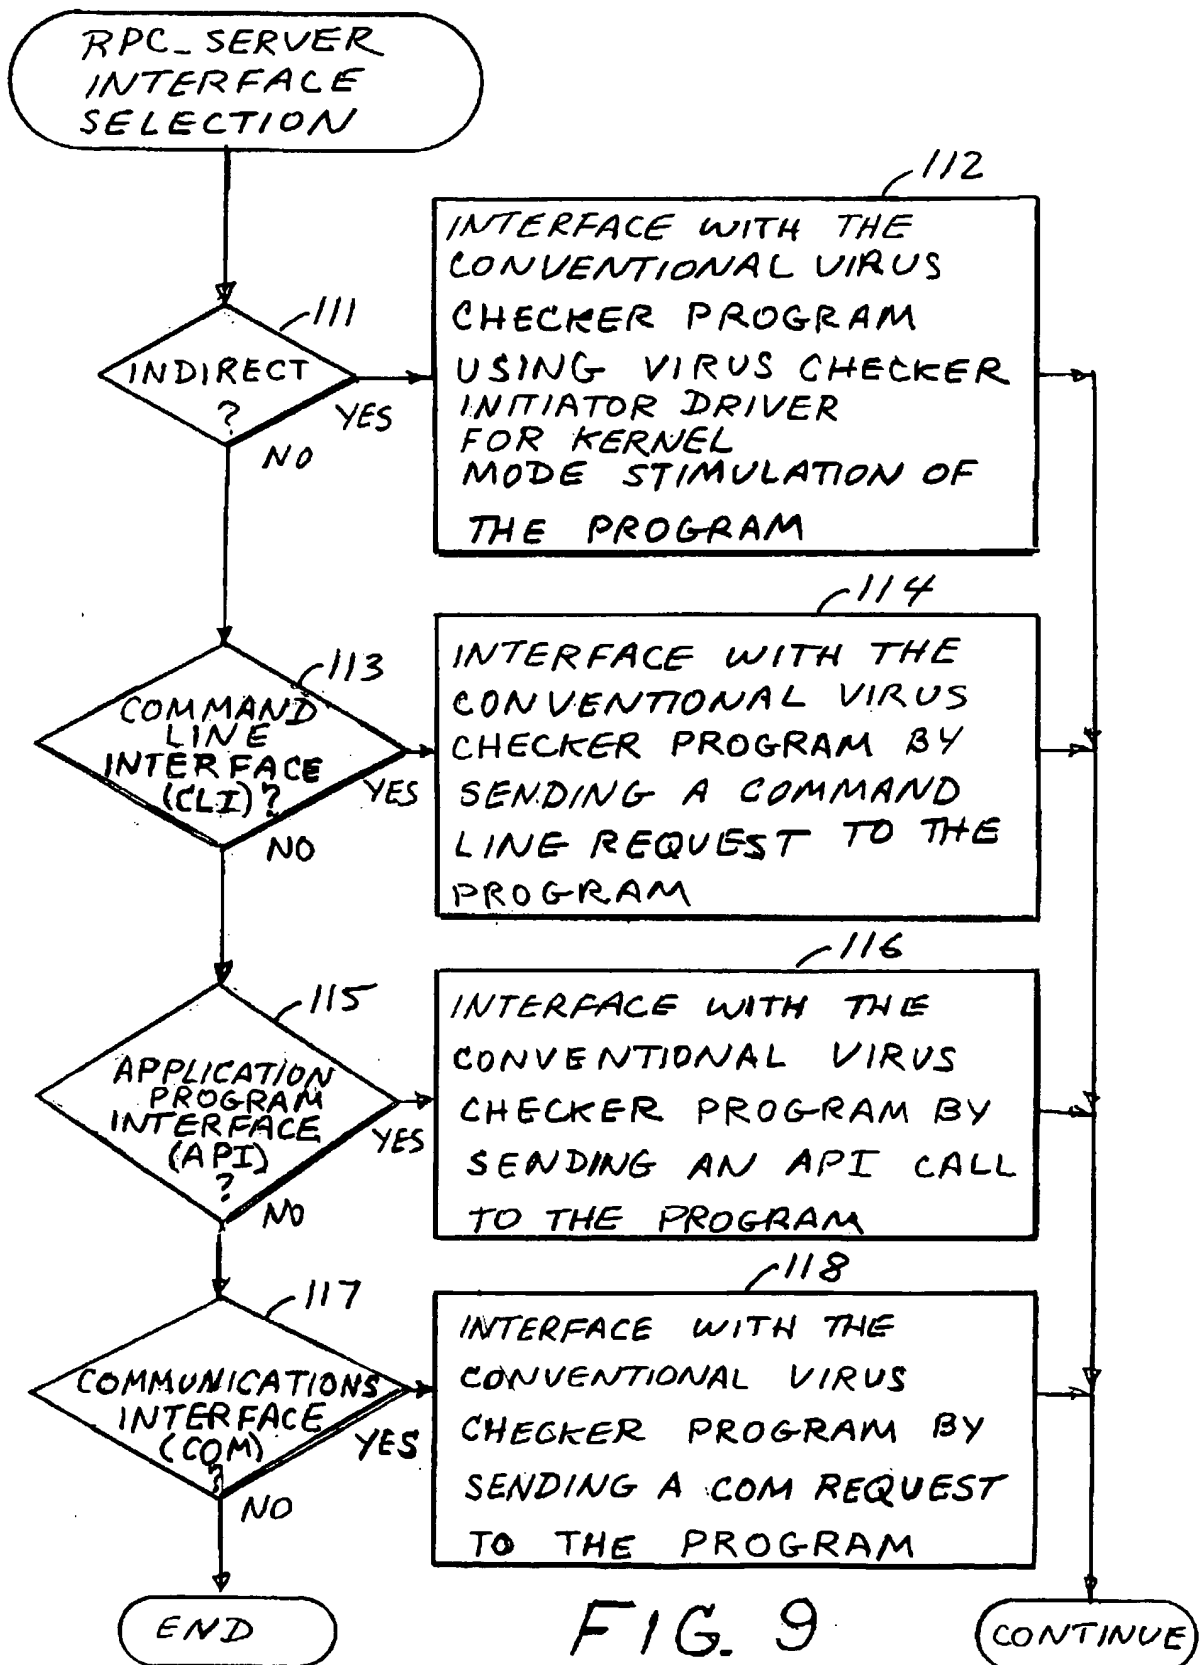 RPC_SERVER
INTERFACE
SELECTION
111
INDIRECT
?
YES
NO
112
INTERFACE WITH THE
CONVENTIONAL VIRUS
CHECKER PROGRAM
USING VIRUS CHECKER
INITIATOR DRIVER
FOR KERNEL
MODE STIMULATION OF
THE PROGRAM
113
COMMAND
LINE
INTERFACE
(CLI)?
YES
NO
114
INTERFACE WITH THE
CONVENTIONAL VIRUS
CHECKER PROGRAM BY
SENDING A COMMAND
LINE REQUEST TO THE
PROGRAM
115
APPLICATION
PROGRAM
INTERFACE
(API)
?
YES
NO
116
INTERFACE WITH THE
CONVENTIONAL VIRUS
CHECKER PROGRAM BY
SENDING AN API CALL
TO THE PROGRAM
117
COMMUNICATIONS
INTERFACE
(COM)
?
YES
NO
118
INTERFACE WITH THE
CONVENTIONAL VIRUS
CHECKER PROGRAM BY
SENDING A COM REQUEST
TO THE PROGRAM
END
FIG. 9
CONTINUE